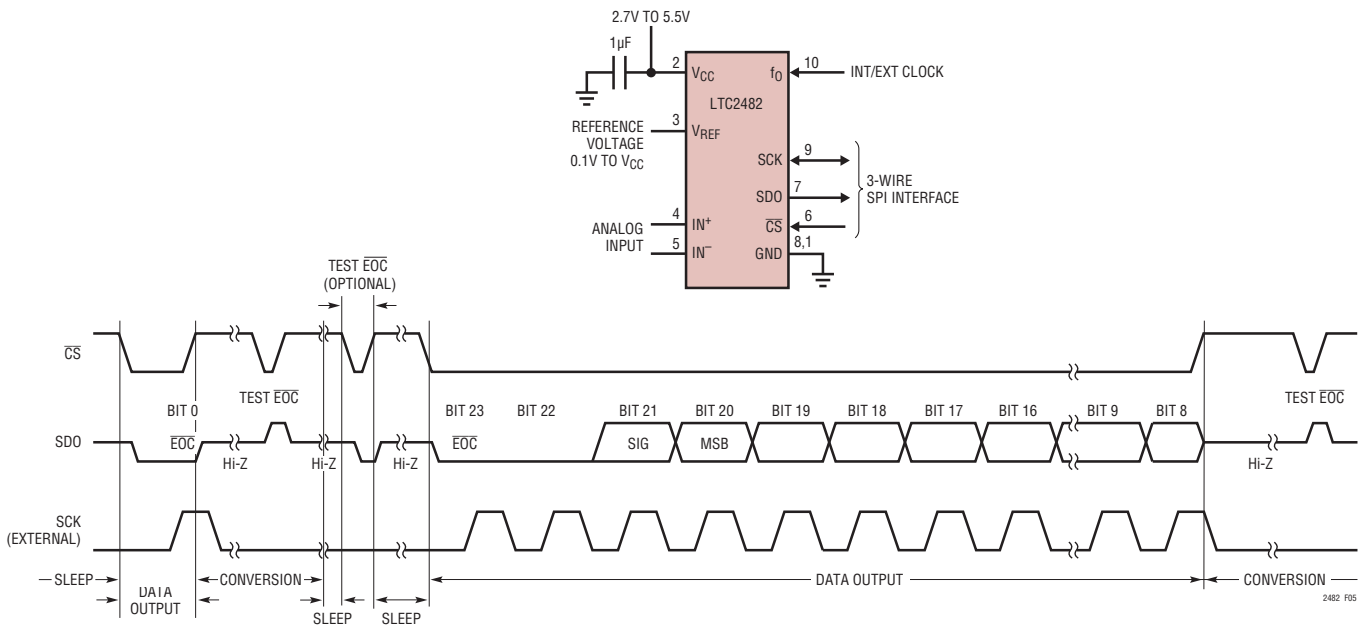 2.7V TO 5.5V
1µF
2
VCC
fO
10
INT/EXT CLOCK
LTC2482
REFERENCE
VOLTAGE
0.1V TO VCC
3
VREF
SCK
9
SDO
7
CS
6
3-WIRE
SPI INTERFACE
ANALOG
INPUT
4
IN+
5
IN–
GND
8,1
TEST EOC
(OPTIONAL)
CS
TEST EOC
TEST EOC
BIT 0
BIT 23
BIT 22
BIT 21
BIT 20
BIT 19
BIT 18
BIT 17
BIT 16
BIT 9
BIT 8
SDO
EOC
EOC
SIG
MSB
Hi-Z
Hi-Z
Hi-Z
Hi-Z
SCK
(EXTERNAL)
SLEEP
DATA
OUTPUT
CONVERSION
SLEEP
SLEEP
DATA OUTPUT
CONVERSION
2482 F05